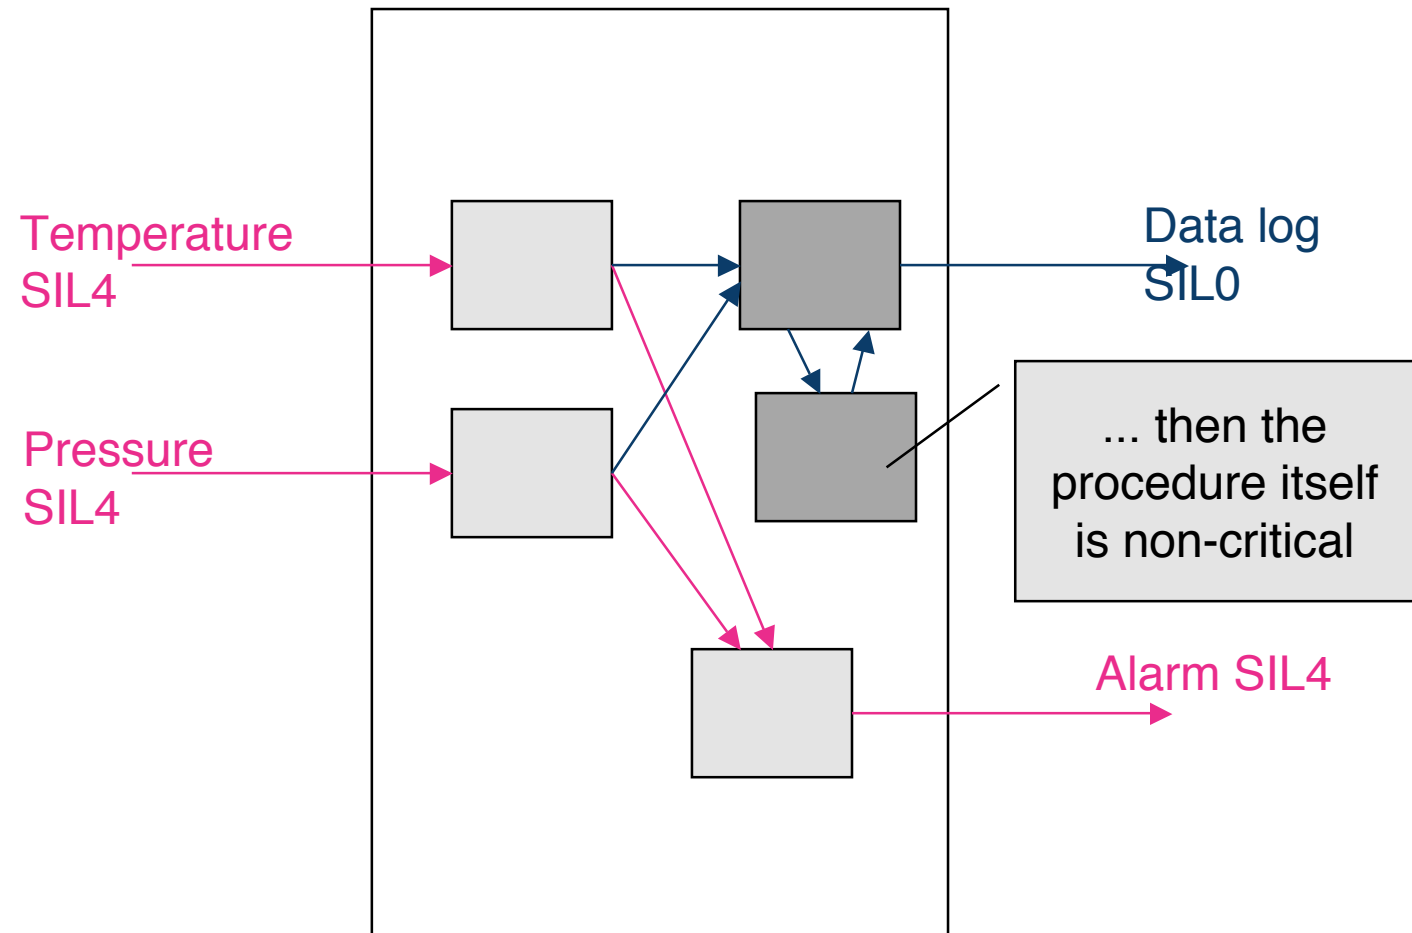 Temperature
SIL4
Data log
SIL0
Pressure
SIL4
... then the
procedure itself
is non-critical
Alarm SIL4